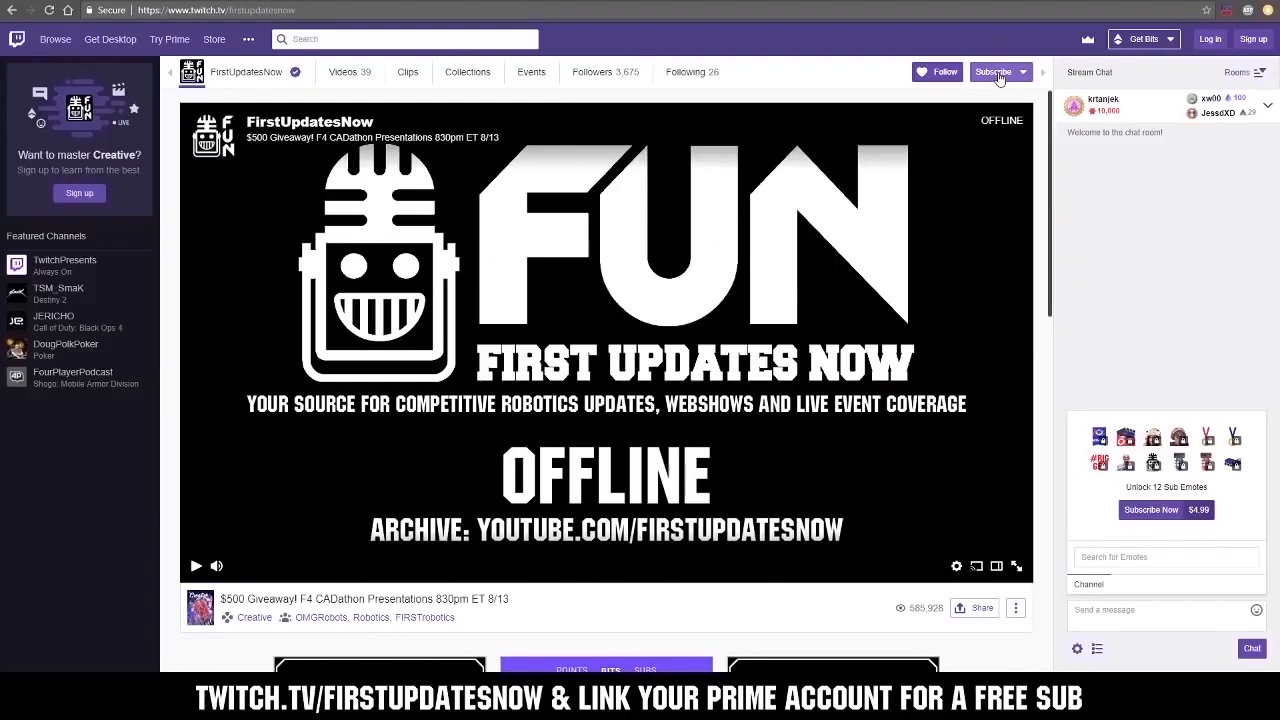 Secure
https://www.twitch.tv/firstupdatesnow
Browse
Get Desktop
Try Prime
Store
Search
Get Bits
Log in
Sign up
Want to master Creative?
Sign up to learn from the best
Sign up
Featured Channels
TwitchPresents
Always On
TSM_SmaK
Destiny 2
JERICHO
Call of Duty: Black Ops 4
DougPolkPoker
Poker
FourPlayerPodcast
Shogo: Mobile Armor Division
FirstUpdatesNow
Videos 39
Clips
Collections
Events
Followers 3,675
Following 26
Follow
Subscribe
FirstUpdatesNow
$500 Giveaway! F4 CADathon Presentations 830pm ET 8/13
OFFLINE
FUN
FIRST UPDATES NOW
YOUR SOURCE FOR COMPETITIVE ROBOTICS UPDATES, WEBSHOWS AND LIVE EVENT COVERAGE
OFFLINE
ARCHIVE: YOUTUBE.COM/FIRSTUPDATESNOW
$500 Giveaway! F4 CADathon Presentations 830pm ET 8/13
Creative
OMGRobots, Robotics, FIRSTrobotics
585,928
Share
POINTS
BITS
SUBS
Stream Chat
Rooms
krtanjek
10,000
xw00 100
JessdXD 29
Welcome to the chat room!
Unlock 12 Sub Emotes
Subscribe Now $4.99
Search for Emotes
Channel
Send a message
Chat
TWITCH.TV/FIRSTUPDATESNOW & LINK YOUR PRIME ACCOUNT FOR A FREE SUB